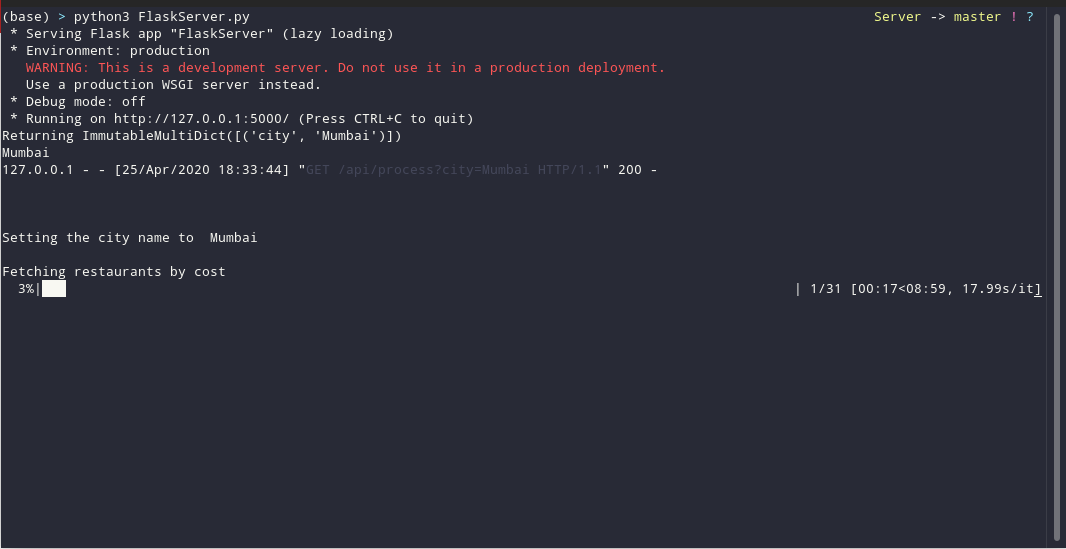 (base) > python3 FlaskServer.py Server -> master ! ?
* Serving Flask app "FlaskServer" (lazy loading)
* Environment: production
WARNING: This is a development server. Do not use it in a production deployment.
Use a production WSGI server instead.
* Debug mode: off
* Running on http://127.0.0.1:5000/ (Press CTRL+C to quit)
Returning ImmutableMultiDict([('city', 'Mumbai')])
Mumbai
127.0.0.1 - - [25/Apr/2020 18:33:44] "GET /api/process?city=Mumbai HTTP/1.1" 200 -
Setting the city name to  Mumbai
Fetching restaurants by cost
3%| | 1/31 [00:17<08:59, 17.99s/it]